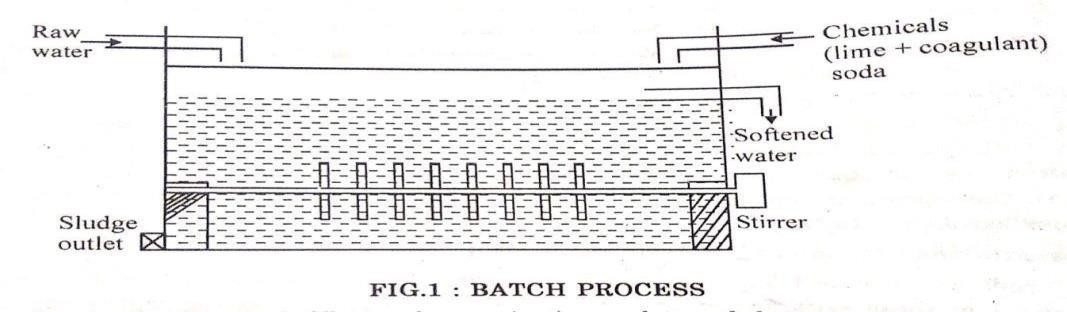 Raw
water
Chemicals
(lime + coagulant)
soda
Softened
water
Sludge
outlet
Stirrer
FIG.1 : BATCH PROCESS